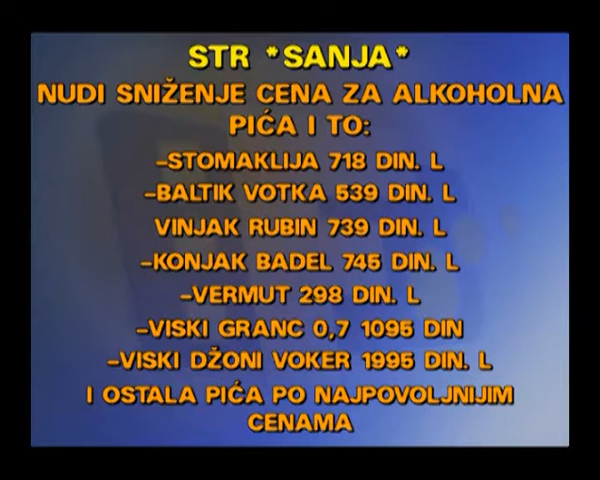 STR *SANJA*
NUDI SNIŽENJE CENA ZA ALKOHOLNA
PIĆA I TO:
-STOMAKLIJA 718 DIN. L
-BALTIK VOTKA 539 DIN. L
VINJAK RUBIN 739 DIN. L
-KONJAK BADEL 745 DIN. L
-VERMUT 298 DIN. L
-VISKI GRANC 0,7 1095 DIN
-VISKI DŽONI VOKER 1995 DIN. L
I OSTALA PIĆA PO NAJPOVOLJNIJIM
CENAMA